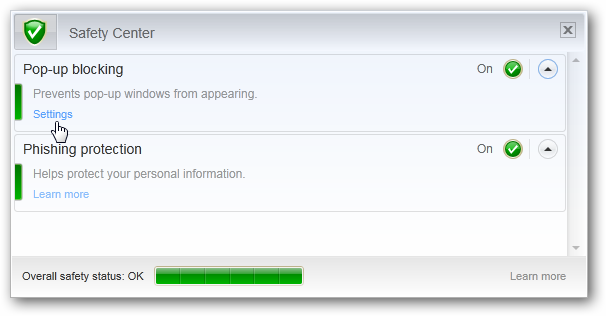 Safety Center
Pop-up blocking On
Prevents pop-up windows from appearing.
Settings
Phishing protection On
Helps protect your personal information.
Learn more
Overall safety status: OK Learn more